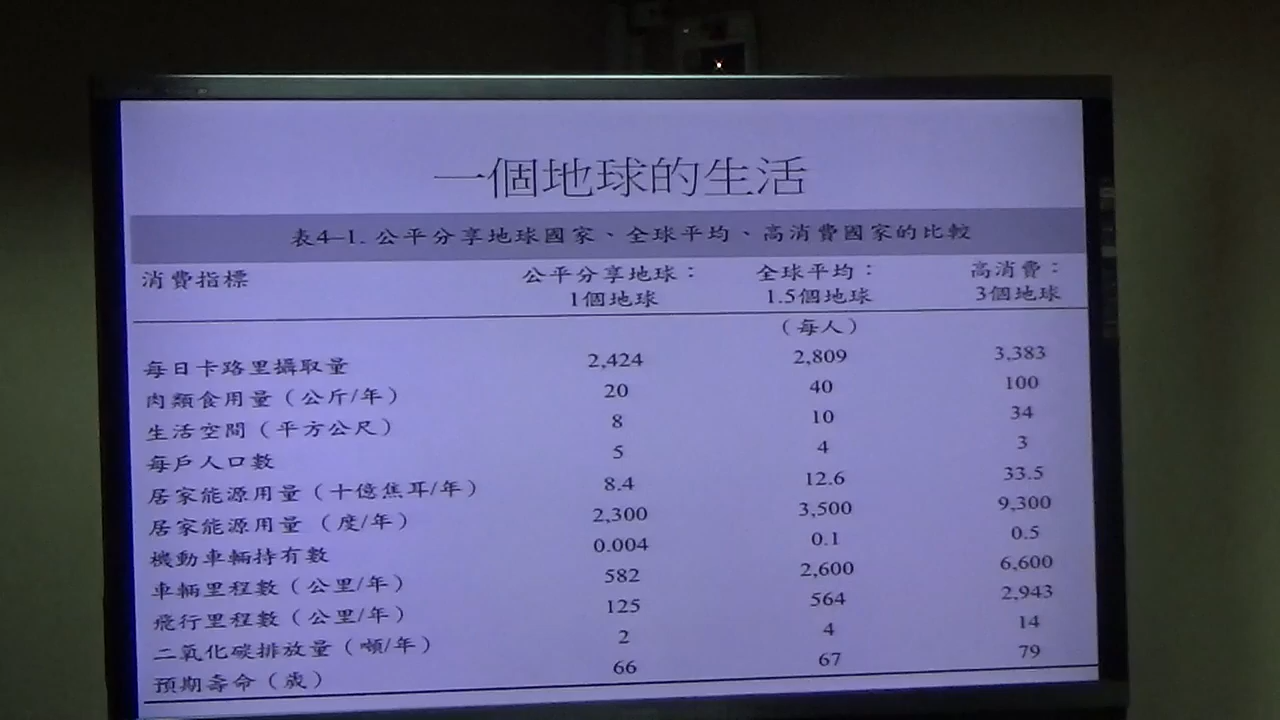 一個地球的生活
表4–1. 公平分享地球國家、全球平均、高消費國家的比較
消費指標 公平分享地球： 全球平均： 高消費：
1個地球 1.5個地球 3個地球
（每人）
每日卡路里攝取量 2,424 2,809 3,383
肉類食用量（公斤/年） 20 40 100
生活空間（平方公尺） 8 10 34
每戶人口數 5 4 3
居家能源用量（十億焦耳/年） 8.4 12.6 33.5
居家能源用量（度/年） 2,300 3,500 9,300
機動車輛持有數 0.004 0.1 0.5
車輛里程數（公里/年） 582 2,600 6,600
飛行里程數（公里/年） 125 564 2,943
二氧化碳排放量（噸/年） 2 4 14
預期壽命（歲） 66 67 79